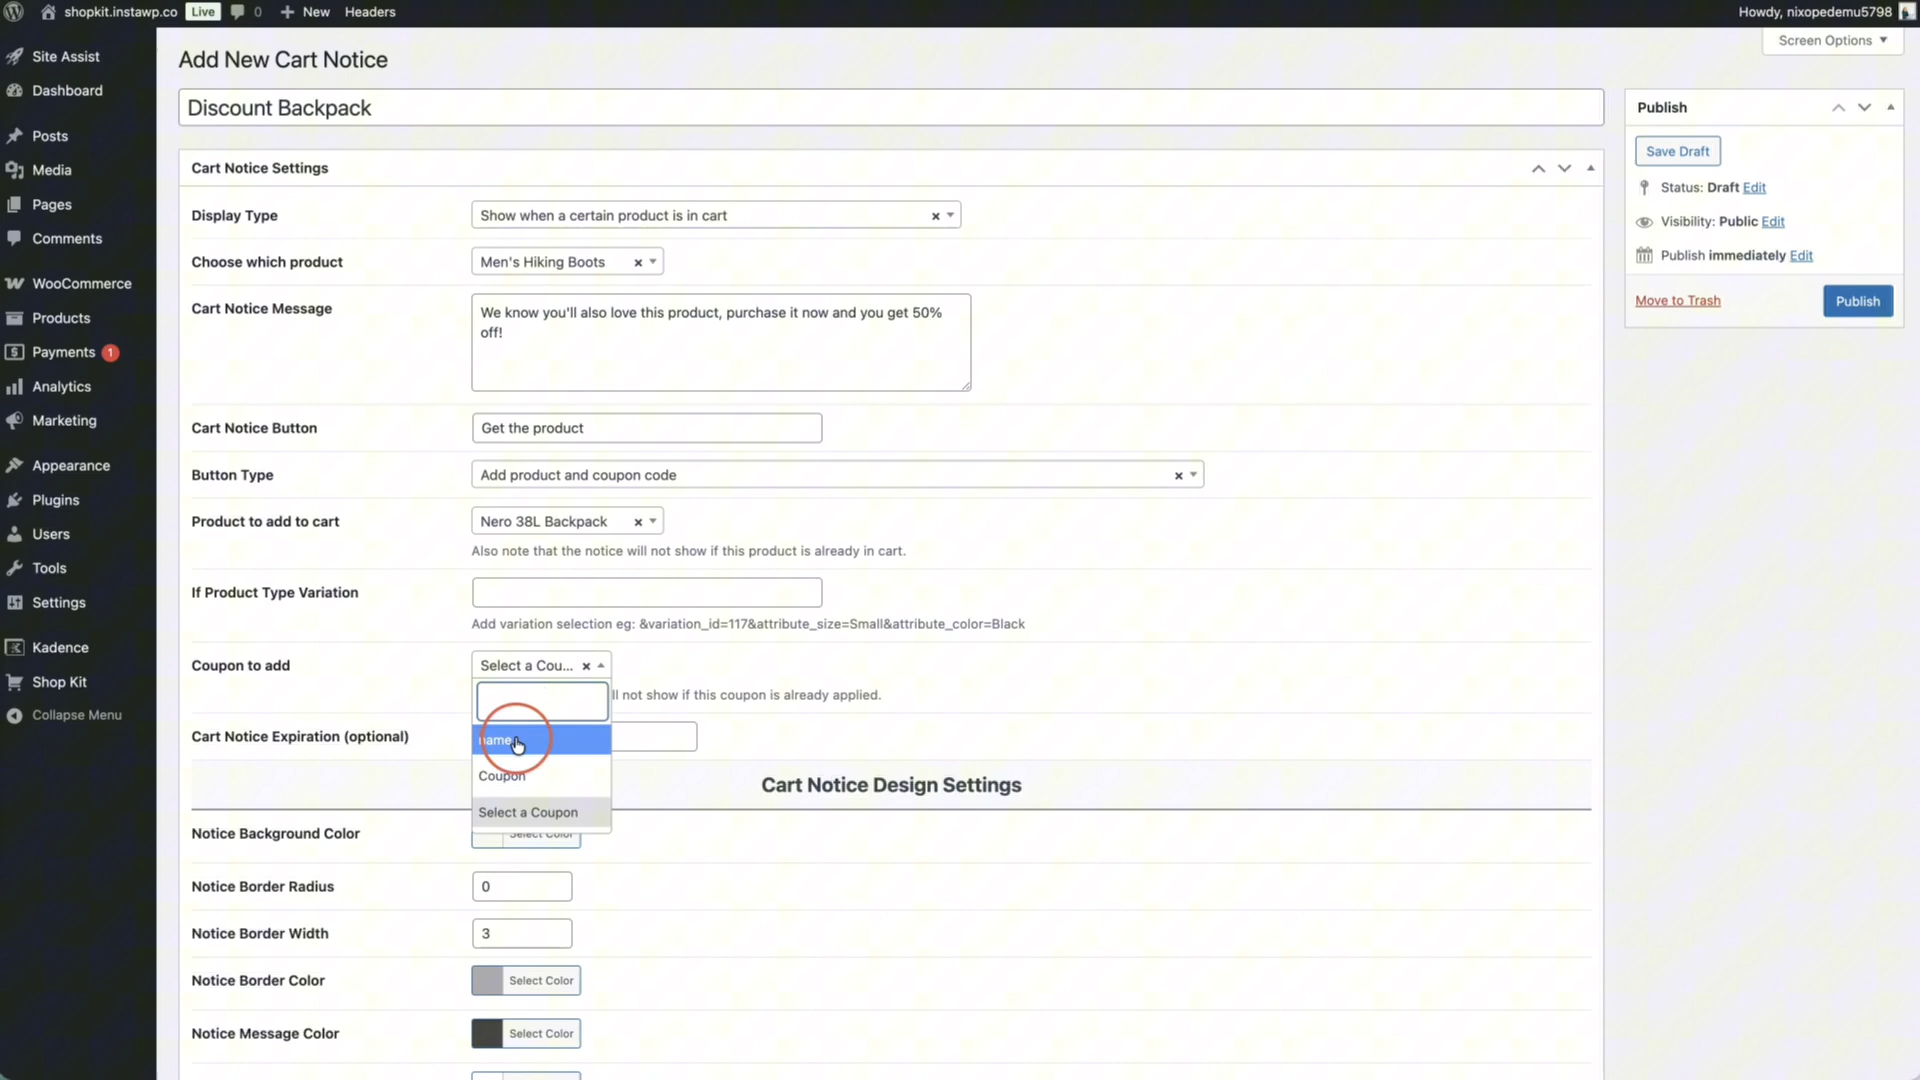 shopkit.instawp.co Live 0 New Headers
Howdy, nixopedemu5798
Site Assist
Dashboard
Posts
Media
Pages
Comments
WooCommerce
Products
Payments 1
Analytics
Marketing
Appearance
Plugins
Users
Tools
Settings
Kadence
Shop Kit
Collapse Menu
Screen Options
Add New Cart Notice
Discount Backpack
Cart Notice Settings
Display Type
Show when a certain product is in cart
Choose which product
Men's Hiking Boots
Cart Notice Message
We know you'll also love this product, purchase it now and you get 50%
off!
Cart Notice Button
Get the product
Button Type
Add product and coupon code
Product to add to cart
Nero 38L Backpack
Also note that the notice will not show if this product is already in cart.
If Product Type Variation
Add variation selection eg: &variation_id=117&attribute_size=Small&attribute_color=Black
Coupon to add
Select a Cou...
not show if this coupon is already applied.
name
Coupon
Select a Coupon
Cart Notice Expiration (optional)
Cart Notice Design Settings
Notice Background Color
Select Color
Notice Border Radius
0
Notice Border Width
3
Notice Border Color
Select Color
Notice Message Color
Select Color
Publish
Save Draft
Status: Draft Edit
Visibility: Public Edit
Publish immediately Edit
Move to Trash
Publish